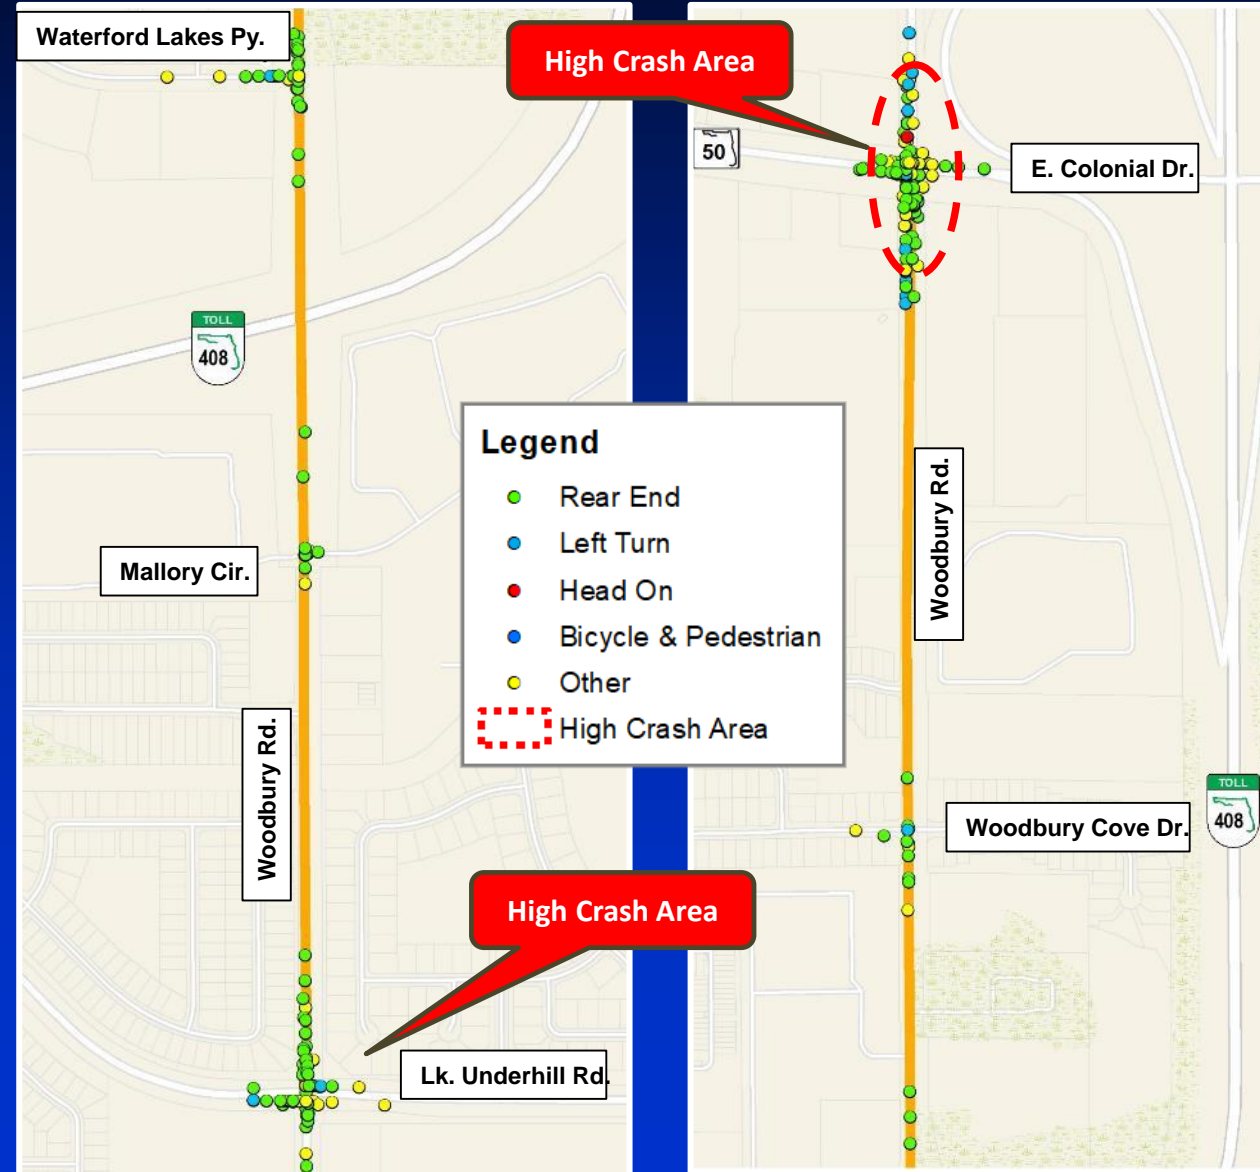 Waterford Lakes Py.
High Crash Area
50
E. Colonial Dr.
TOLL
408
Legend
Rear End
Left Turn
Head On
Bicycle & Pedestrian
Other
High Crash Area
Woodbury Rd.
Mallory Cir.
Woodbury Rd.
TOLL
408
Woodbury Cove Dr.
High Crash Area
Lk. Underhill Rd.